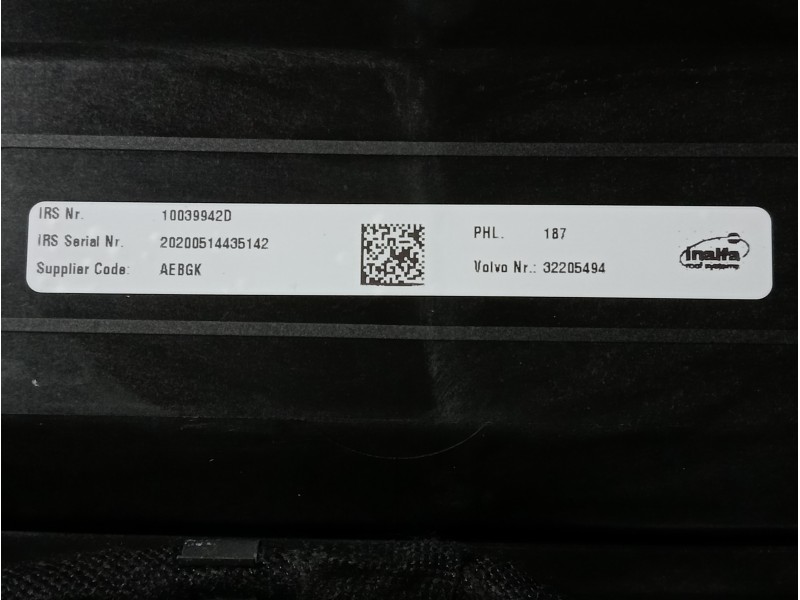 IRS Nr. 10039942D
IRS Serial Nr. 20200514435142
Supplier Code: AEBGK
PHL. 187
Volvo Nr.: 32205494
inalfa
roof systems